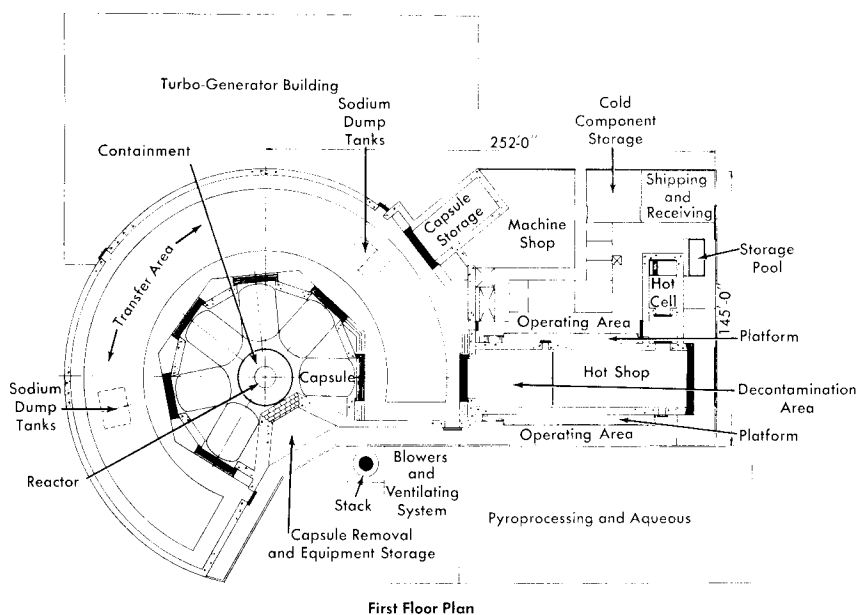 Turbo-Generator Building
Sodium
Dump
Tanks
Cold
Component
Storage
252'-0"
Containment
Shipping
and
Receiving
Capsule
Storage
Machine
Shop
Storage
Pool
Transfer Area
Hot
Cell
145'-0"
Operating Area
Platform
Capsule
Hot Shop
Sodium
Dump
Tanks
Decontamination
Area
Operating Area
Platform
Reactor
Blowers
and
Ventilating
System
Stack
Pyroprocessing and Aqueous
Capsule Removal
and Equipment Storage
First Floor Plan